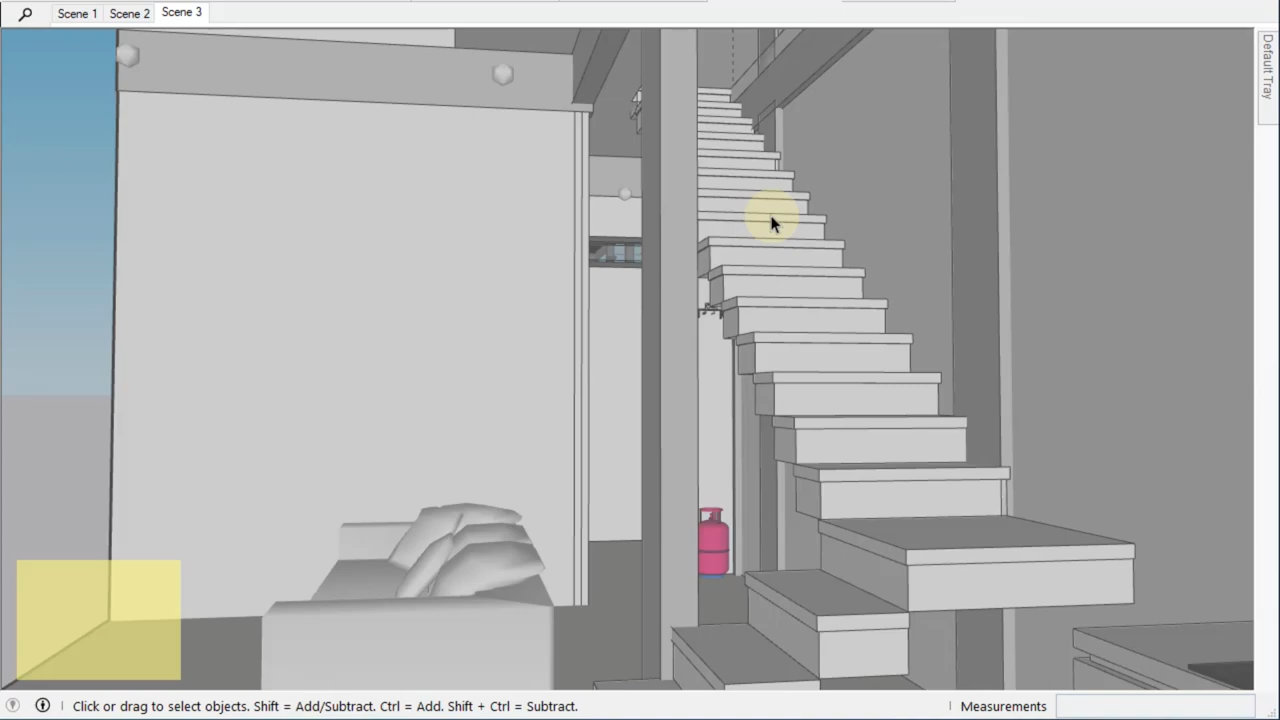 Scene 1 Scene 2 Scene 3
Default Tray
Click or drag to select objects. Shift = Add/Subtract. Ctrl = Add. Shift + Ctrl = Subtract. Measurements